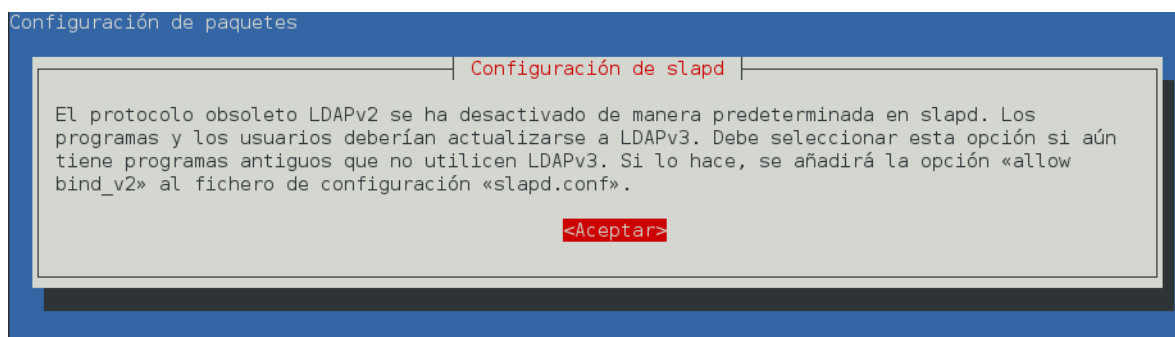 Configuración de paquetes
Configuración de slapd
El protocolo obsoleto LDAPv2 se ha desactivado de manera predeterminada en slapd. Los
programas y los usuarios deberían actualizarse a LDAPv3. Debe seleccionar esta opción si aún
tiene programas antiguos que no utilicen LDAPv3. Si lo hace, se añadirá la opción «allow
bind_v2» al fichero de configuración «slapd.conf».
<Aceptar>